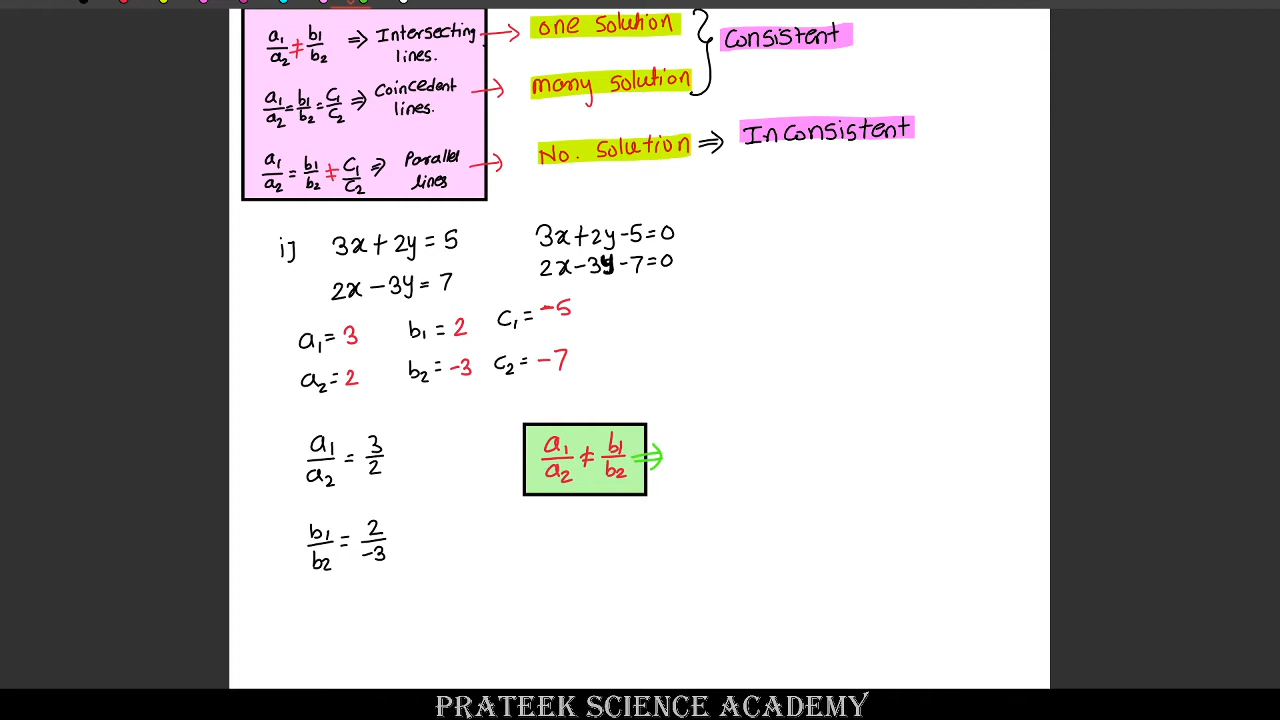 a1/a2 ≠ b1/b2 ⇒ Intersecting lines. → one solution
a1/a2 = b1/b2 = C1/C2 ⇒ Coincedent lines. → many solution
Consistent
a1/a2 = b1/b2 ≠ C1/C2 ⇒ Parallel lines → No. solution ⇒ InConsistent
i] 3x + 2y = 5
2x - 3y = 7
3x + 2y - 5 = 0
2x - 3y - 7 = 0
a1 = 3 b1 = 2 C1 = -5
a2 = 2 b2 = -3 C2 = -7
a1/a2 = 3/2
a1/a2 ≠ b1/b2 ⇒
b1/b2 = 2/-3
PRATEEK SCIENCE ACADEMY